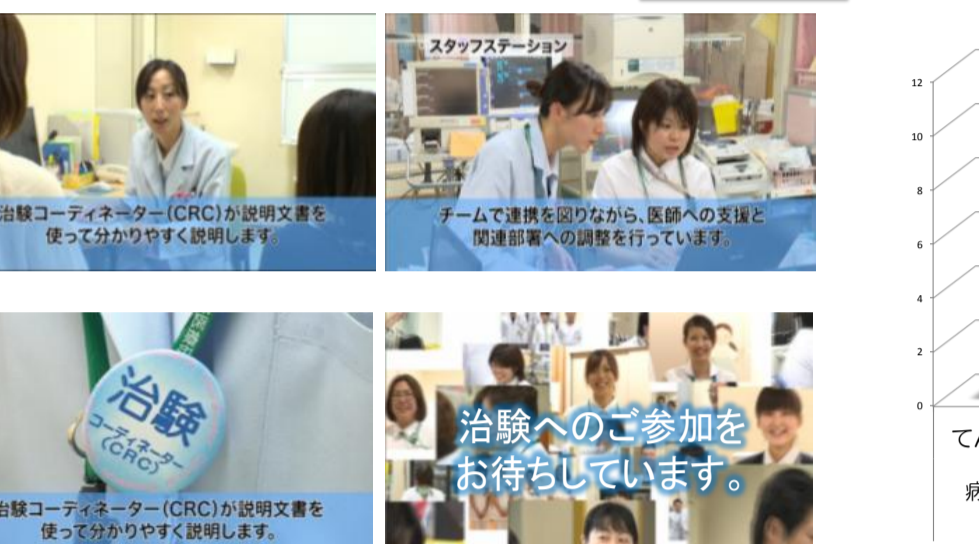 治験コーディネーター(CRC)が説明文書を
使って分かりやすく説明します。
スタッフステーション
チームで連携を図りながら、医師への支援と
関連部署への調整を行っています。
治験
コーディネーター
(CRC)
治験コーディネーター(CRC)が説明文書を
使って分かりやすく説明します。
治験へのご参加を
お待ちしています。
12
10
8
6
4
2
0
て
病